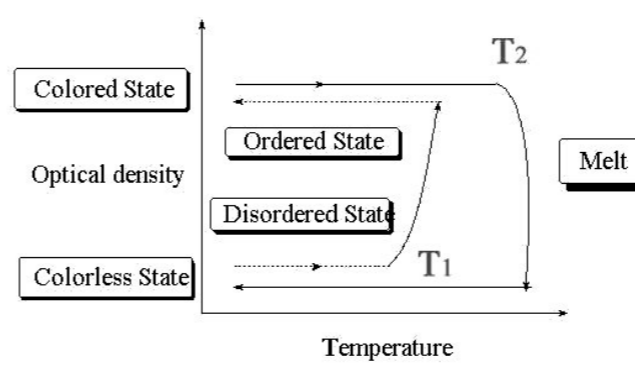 T2
Colored State
Ordered State
Melt
Optical density
Disordered State
T1
Colorless State
Temperature